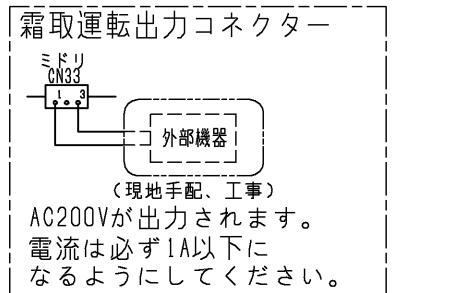 霜取運転出力コネクター
ミドリ
CN33
1 3
外部機器
(現地手配、工事)
AC200Vが出力されます。
電流は必ず1A以下に
なるようにしてください。